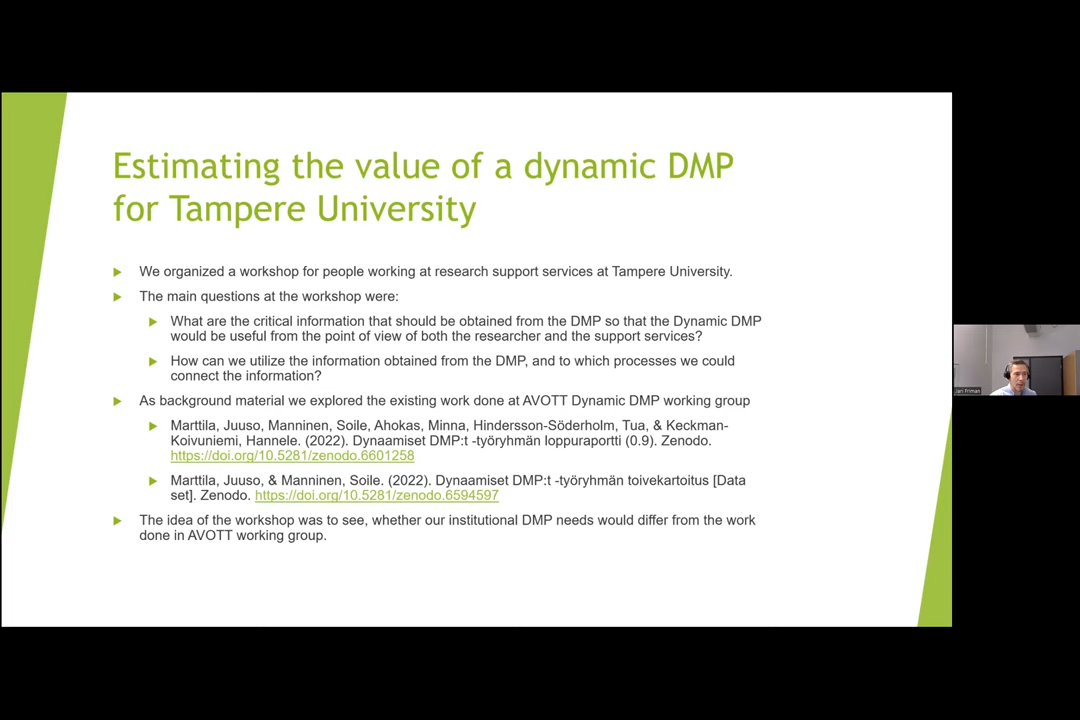 Estimating the value of a dynamic DMP
for Tampere University
We organized a workshop for people working at research support services at Tampere University.
The main questions at the workshop were:
What are the critical information that should be obtained from the DMP so that the Dynamic DMP
would be useful from the point of view of both the researcher and the support services?
How can we utilize the information obtained from the DMP, and to which processes we could
connect the information?
As background material we explored the existing work done at AVOTT Dynamic DMP working group
Marttila, Juuso, Manninen, Soile, Ahokas, Minna, Hindersson-Söderholm, Tua, & Keckman-
Koivuniemi, Hannele. (2022). Dynaamiset DMP:t -työryhmän loppuraportti (0.9). Zenodo.
https://doi.org/10.5281/zenodo.6601258
Marttila, Juuso, & Manninen, Soile. (2022). Dynaamiset DMP:t -työryhmän toivekartoitus [Data
set]. Zenodo. https://doi.org/10.5281/zenodo.6594597
The idea of the workshop was to see, whether our institutional DMP needs would differ from the work
done in AVOTT working group.
Jari Friman